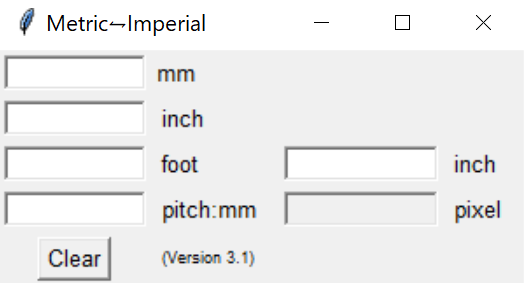 Metric⥊Imperial
mm
inch
foot inch
pitch:mm pixel
Clear (Version 3.1)